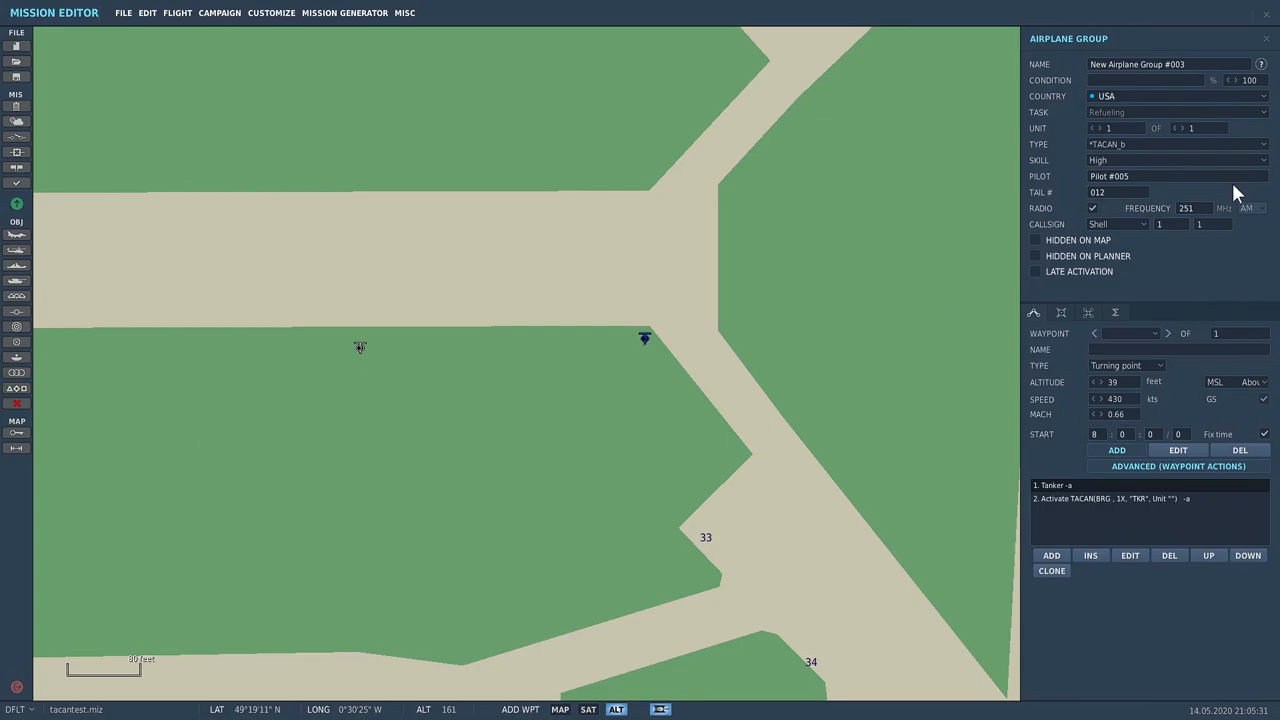 MISSION EDITOR FILE EDIT FLIGHT CAMPAIGN CUSTOMIZE MISSION GENERATOR MISC
FILE
MIS
OBJ
MAP
33
34
80 feet
AIRPLANE GROUP
NAME New Airplane Group #003 ?
CONDITION % < > 100
COUNTRY USA
TASK Refueling
UNIT < > 1 OF < > 1
TYPE *TACAN_b
SKILL High
PILOT Pilot #005
TAIL # 012
RADIO FREQUENCY 251 MHz AM
CALLSIGN Shell 1 1
HIDDEN ON MAP
HIDDEN ON PLANNER
LATE ACTIVATION
WAYPOINT < > OF 1
NAME
TYPE Turning point
ALTITUDE < > 39 feet MSL Abov
SPEED < > 430 kts GS
MACH < > 0.66
START 8 : 0 : 0 / 0 Fix time
ADD EDIT DEL
ADVANCED (WAYPOINT ACTIONS)
1. Tanker -a
2. Activate TACAN(BRG , 1X, "TKR", Unit "") -a
ADD INS EDIT DEL UP DOWN
CLONE
DFLT tacantest.miz LAT 49°19'11" N LONG 0°30'25" W ALT 161 ADD WPT MAP SAT ALT 14.05.2020 21:05:31